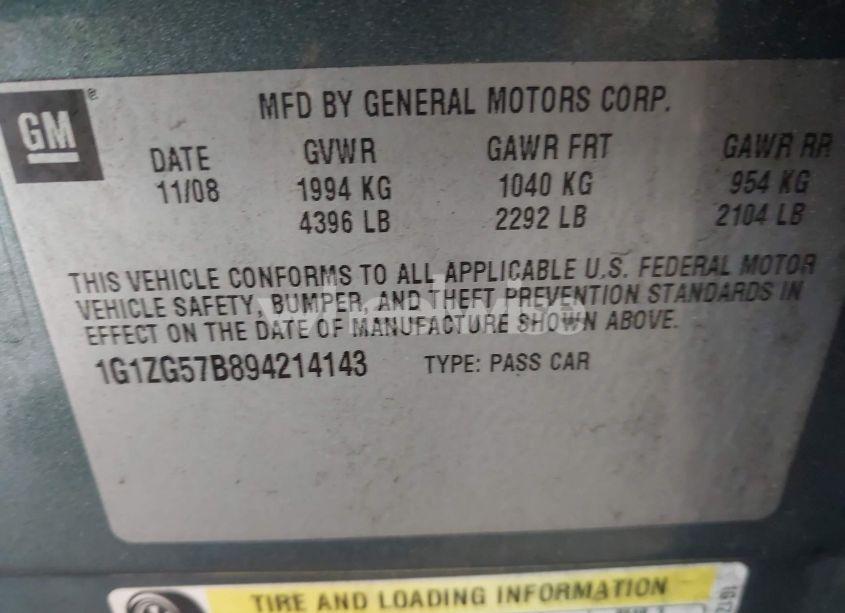 GM
MFD BY GENERAL MOTORS CORP.
DATE GVWR GAWR FRT GAWR RR
11/08 1994 KG 1040 KG 954 KG
4396 LB 2292 LB 2104 LB
THIS VEHICLE CONFORMS TO ALL APPLICABLE U.S. FEDERAL MOTOR
VEHICLE SAFETY, BUMPER, AND THEFT PREVENTION STANDARDS IN
EFFECT ON THE DATE OF MANUFACTURE SHOWN ABOVE.
1G1ZG57B894214143 TYPE: PASS CAR
TIRE AND LOADING INFORMATION